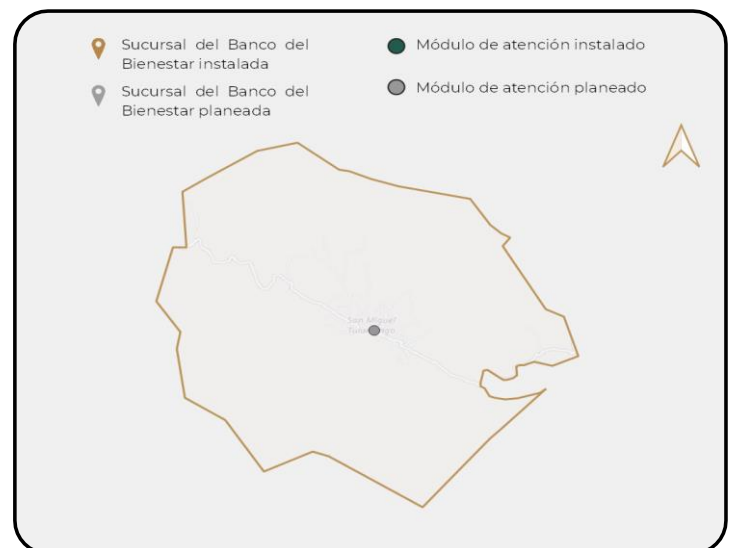 Sucursal del Banco del
Bienestar instalada
Sucursal del Banco del
Bienestar planeada
Módulo de atención instalado
Módulo de atención planeado
San Miguel